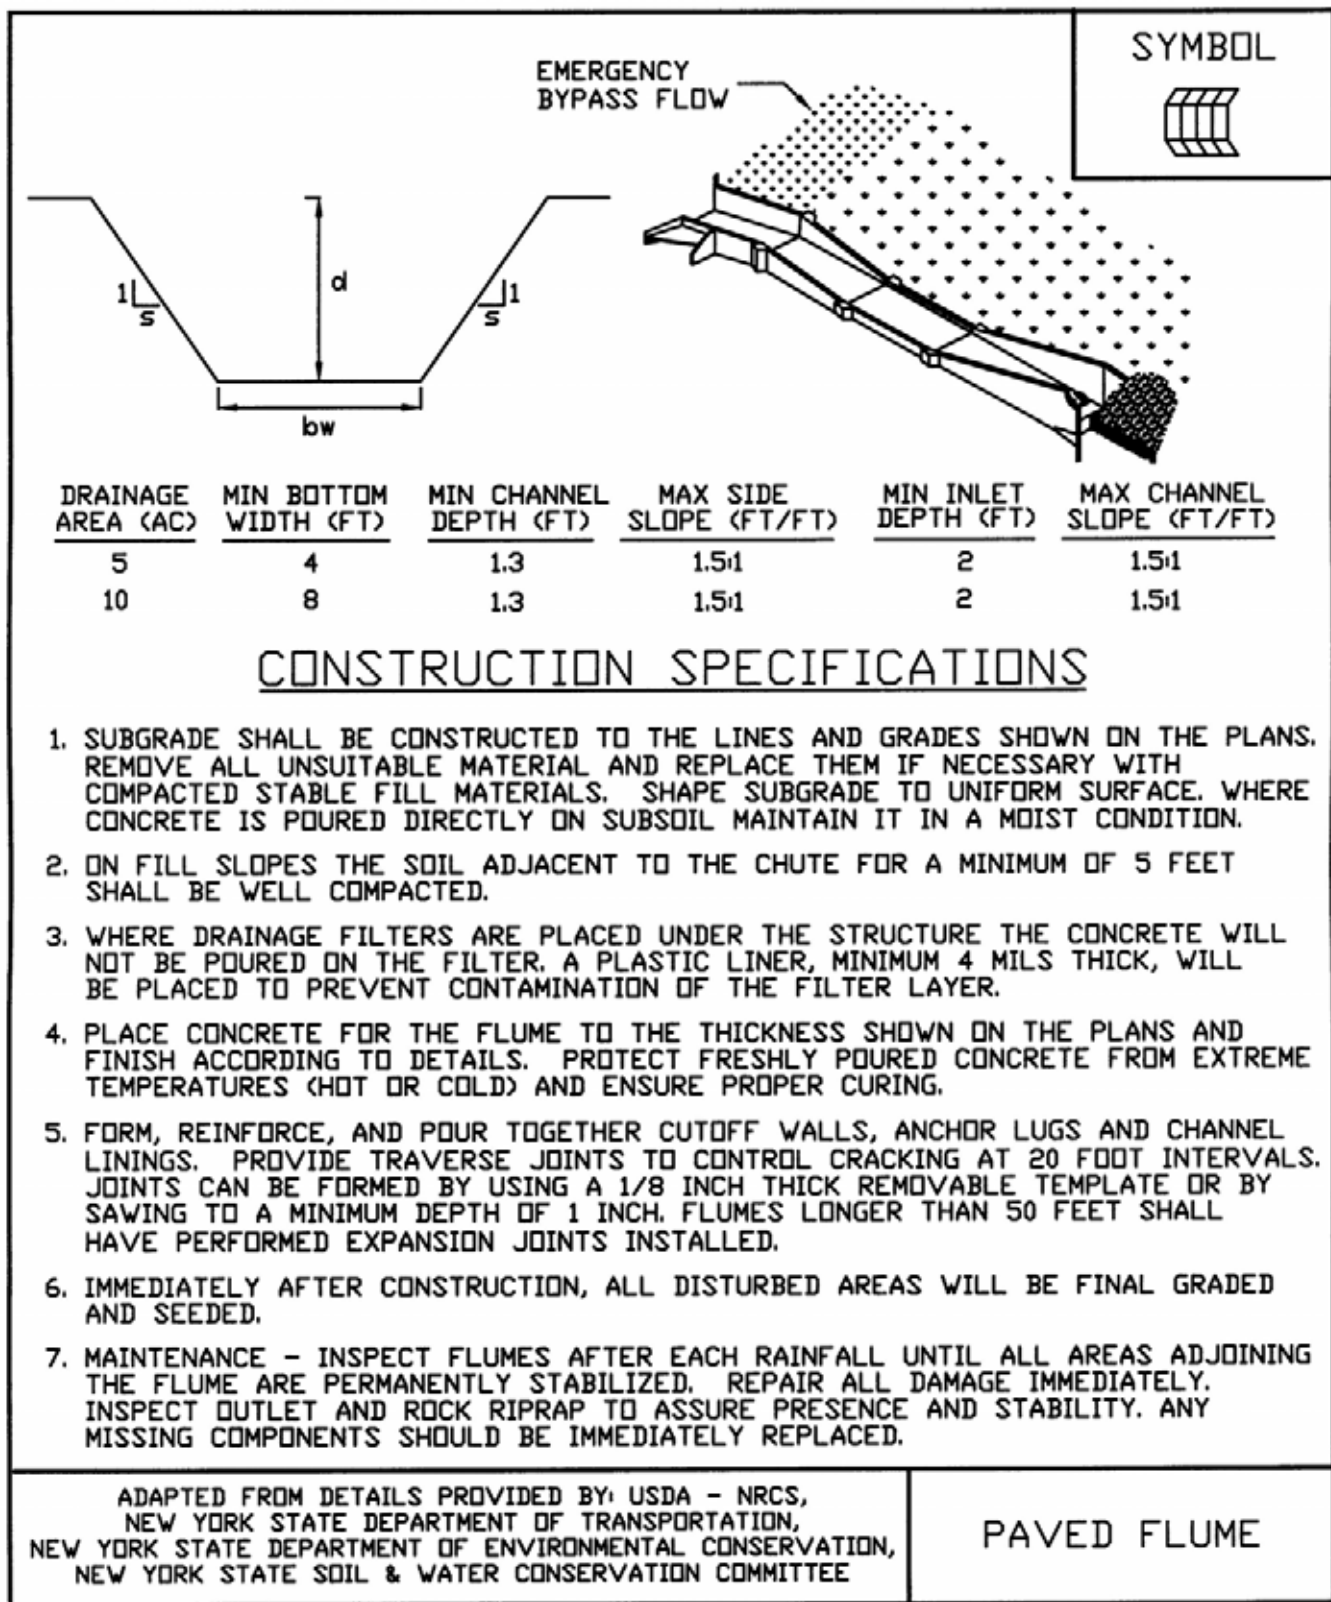 SYMBOL
EMERGENCY
BYPASS FLOW
1
s
d
1
s
bw
DRAINAGE AREA (AC) MIN BOTTOM WIDTH (FT) MIN CHANNEL DEPTH (FT) MAX SIDE SLOPE (FT/FT) MIN INLET DEPTH (FT) MAX CHANNEL SLOPE (FT/FT)
5 4 1.3 1.5:1 2 1.5:1
10 8 1.3 1.5:1 2 1.5:1
CONSTRUCTION SPECIFICATIONS
1. SUBGRADE SHALL BE CONSTRUCTED TO THE LINES AND GRADES SHOWN ON THE PLANS.
REMOVE ALL UNSUITABLE MATERIAL AND REPLACE THEM IF NECESSARY WITH
COMPACTED STABLE FILL MATERIALS. SHAPE SUBGRADE TO UNIFORM SURFACE. WHERE
CONCRETE IS POURED DIRECTLY ON SUBSOIL MAINTAIN IT IN A MOIST CONDITION.
2. ON FILL SLOPES THE SOIL ADJACENT TO THE CHUTE FOR A MINIMUM OF 5 FEET
SHALL BE WELL COMPACTED.
3. WHERE DRAINAGE FILTERS ARE PLACED UNDER THE STRUCTURE THE CONCRETE WILL
NOT BE POURED ON THE FILTER. A PLASTIC LINER, MINIMUM 4 MILS THICK, WILL
BE PLACED TO PREVENT CONTAMINATION OF THE FILTER LAYER.
4. PLACE CONCRETE FOR THE FLUME TO THE THICKNESS SHOWN ON THE PLANS AND
FINISH ACCORDING TO DETAILS. PROTECT FRESHLY POURED CONCRETE FROM EXTREME
TEMPERATURES (HOT OR COLD) AND ENSURE PROPER CURING.
5. FORM, REINFORCE, AND POUR TOGETHER CUTOFF WALLS, ANCHOR LUGS AND CHANNEL
LININGS. PROVIDE TRAVERSE JOINTS TO CONTROL CRACKING AT 20 FOOT INTERVALS.
JOINTS CAN BE FORMED BY USING A 1/8 INCH THICK REMOVABLE TEMPLATE OR BY
SAWING TO A MINIMUM DEPTH OF 1 INCH. FLUMES LONGER THAN 50 FEET SHALL
HAVE PERFORMED EXPANSION JOINTS INSTALLED.
6. IMMEDIATELY AFTER CONSTRUCTION, ALL DISTURBED AREAS WILL BE FINAL GRADED
AND SEEDED.
7. MAINTENANCE - INSPECT FLUMES AFTER EACH RAINFALL UNTIL ALL AREAS ADJOINING
THE FLUME ARE PERMANENTLY STABILIZED. REPAIR ALL DAMAGE IMMEDIATELY.
INSPECT OUTLET AND ROCK RIPRAP TO ASSURE PRESENCE AND STABILITY. ANY
MISSING COMPONENTS SHOULD BE IMMEDIATELY REPLACED.
ADAPTED FROM DETAILS PROVIDED BY: USDA - NRCS,
NEW YORK STATE DEPARTMENT OF TRANSPORTATION,
NEW YORK STATE DEPARTMENT OF ENVIRONMENTAL CONSERVATION,
NEW YORK STATE SOIL & WATER CONSERVATION COMMITTEE
PAVED FLUME